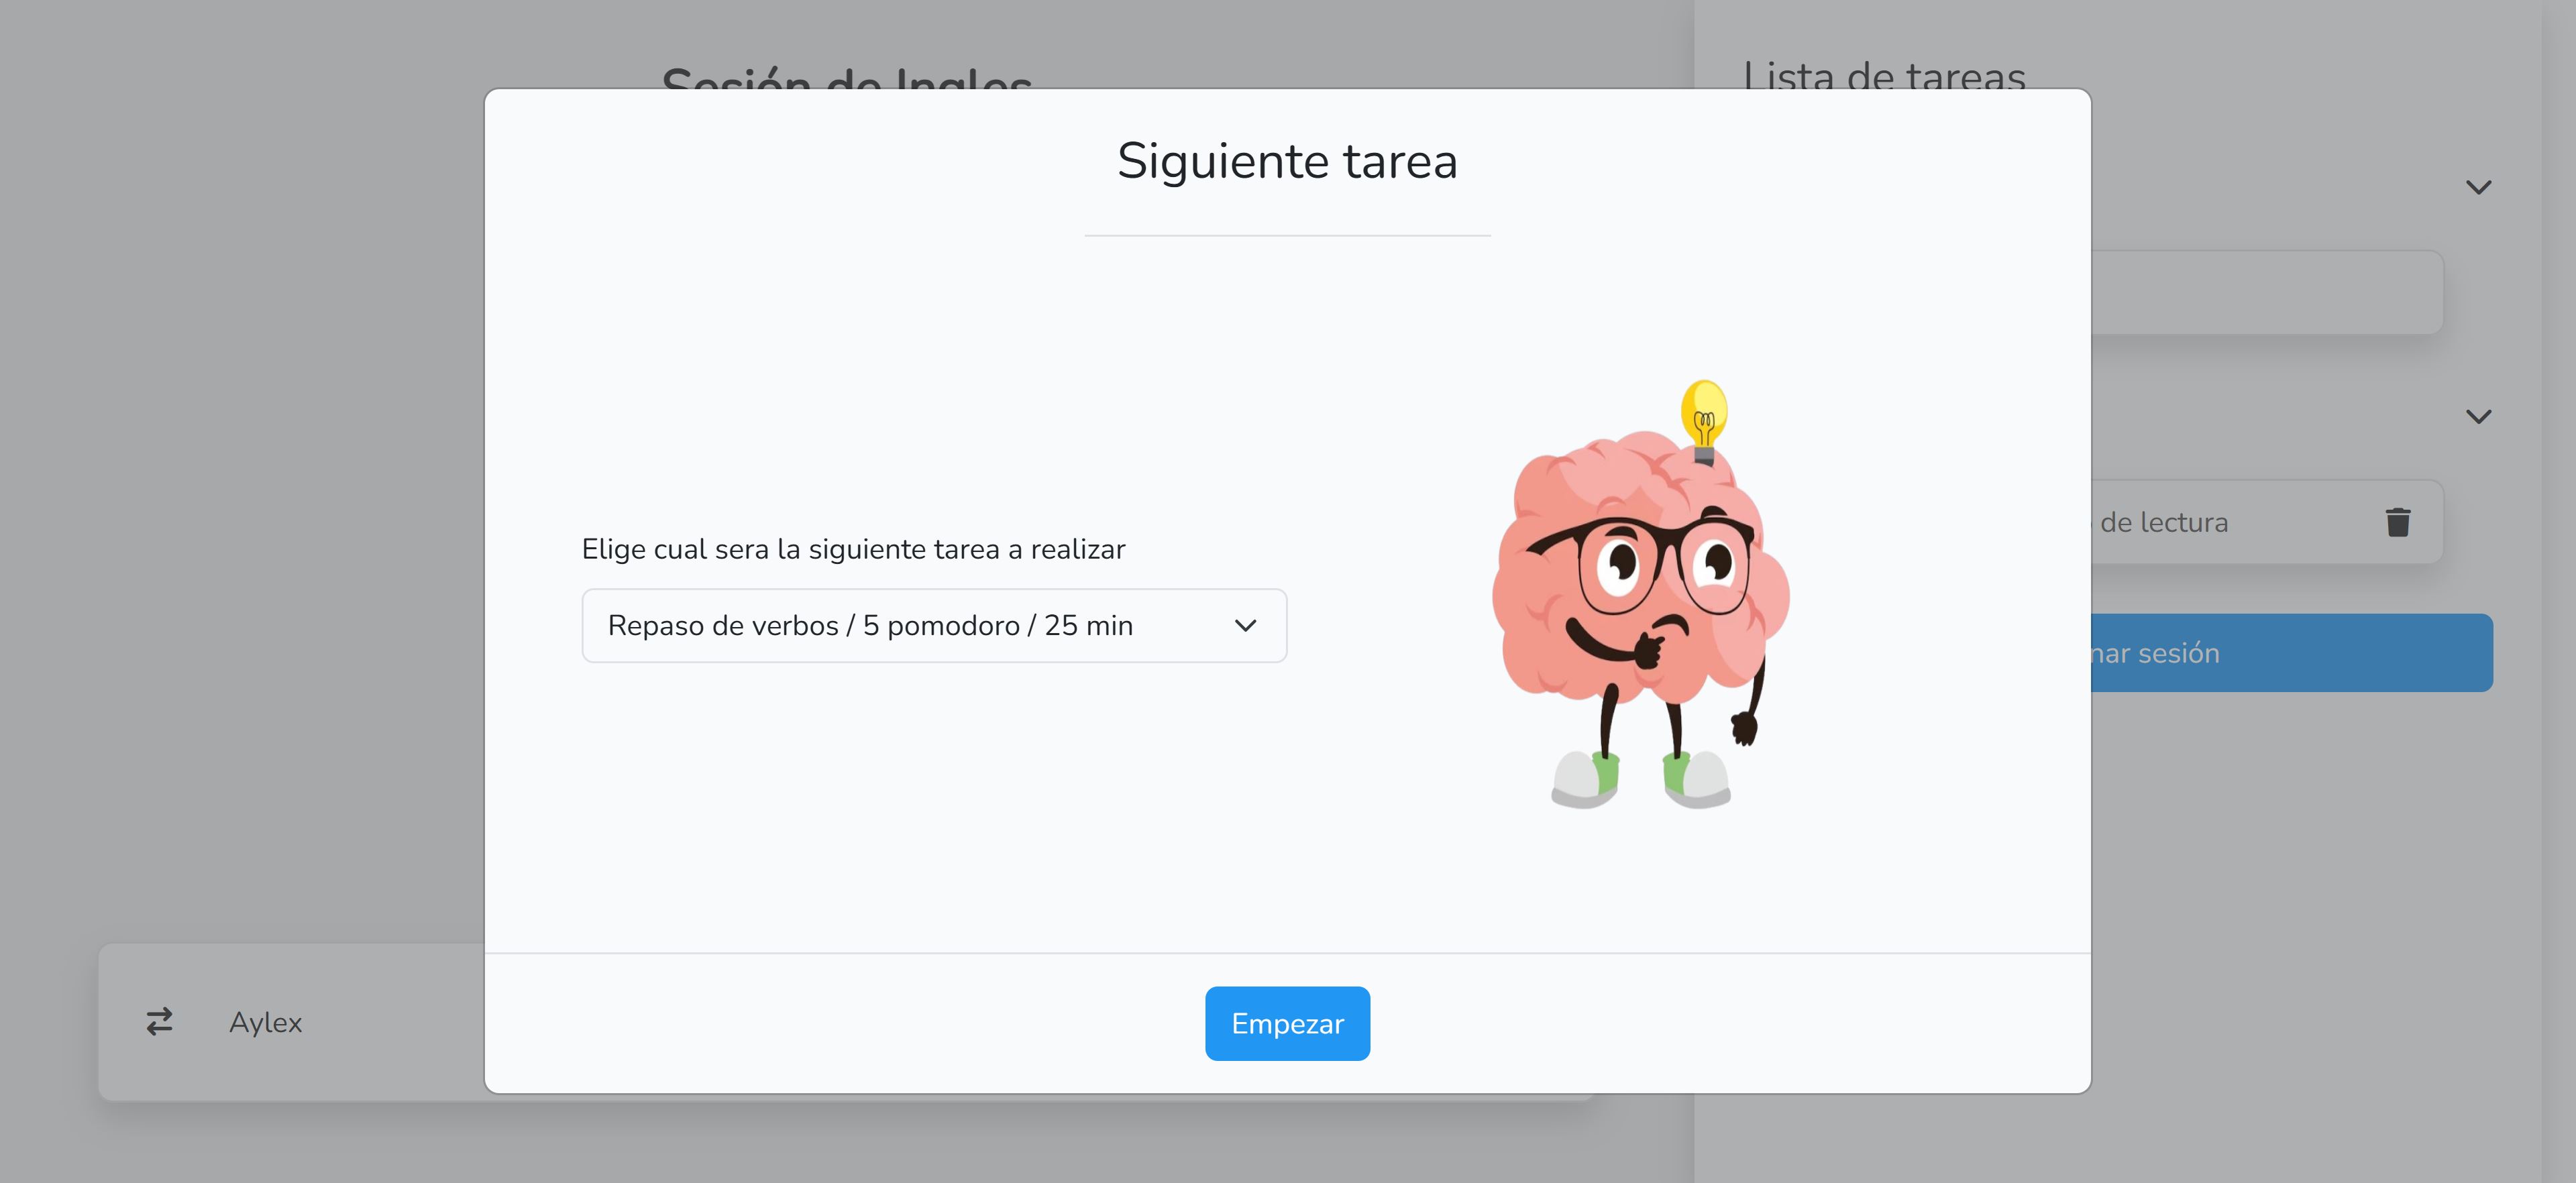 Sesión de Ingles
Lista de tareas
Siguiente tarea
Elige cual sera la siguiente tarea a realizar
Repaso de verbos / 5 pomodoro / 25 min
de lectura
sesión
Aylex
Empezar